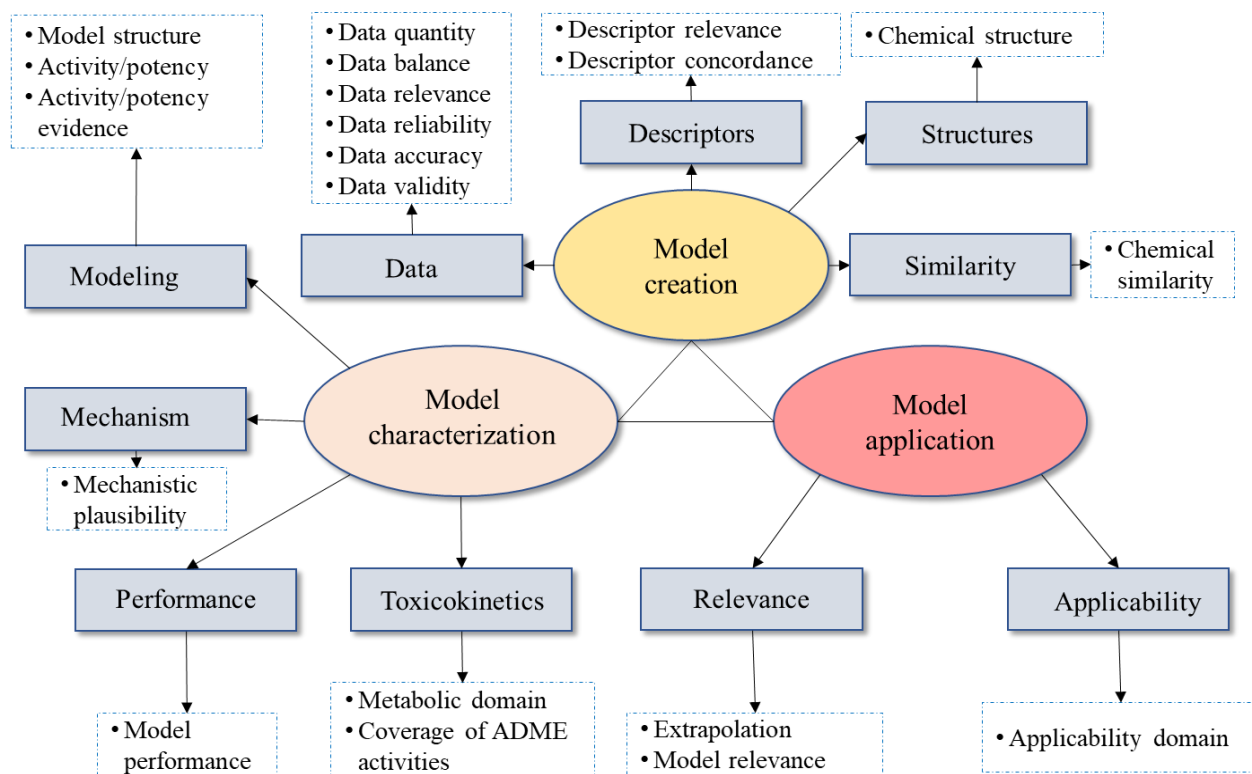 • Model structure
• Activity/potency
• Activity/potency
evidence
• Data quantity
• Data balance
• Data relevance
• Data reliability
• Data accuracy
• Data validity
• Descriptor relevance
• Descriptor concordance
• Chemical structure
Descriptors
Structures
Modeling
Data
Model
creation
Similarity
• Chemical
similarity
Mechanism
• Mechanistic
plausibility
Model
characterization
Model
application
Performance
Toxicokinetics
Relevance
Applicability
• Model
performance
• Metabolic domain
• Coverage of ADME
activities
• Extrapolation
• Model relevance
• Applicability domain